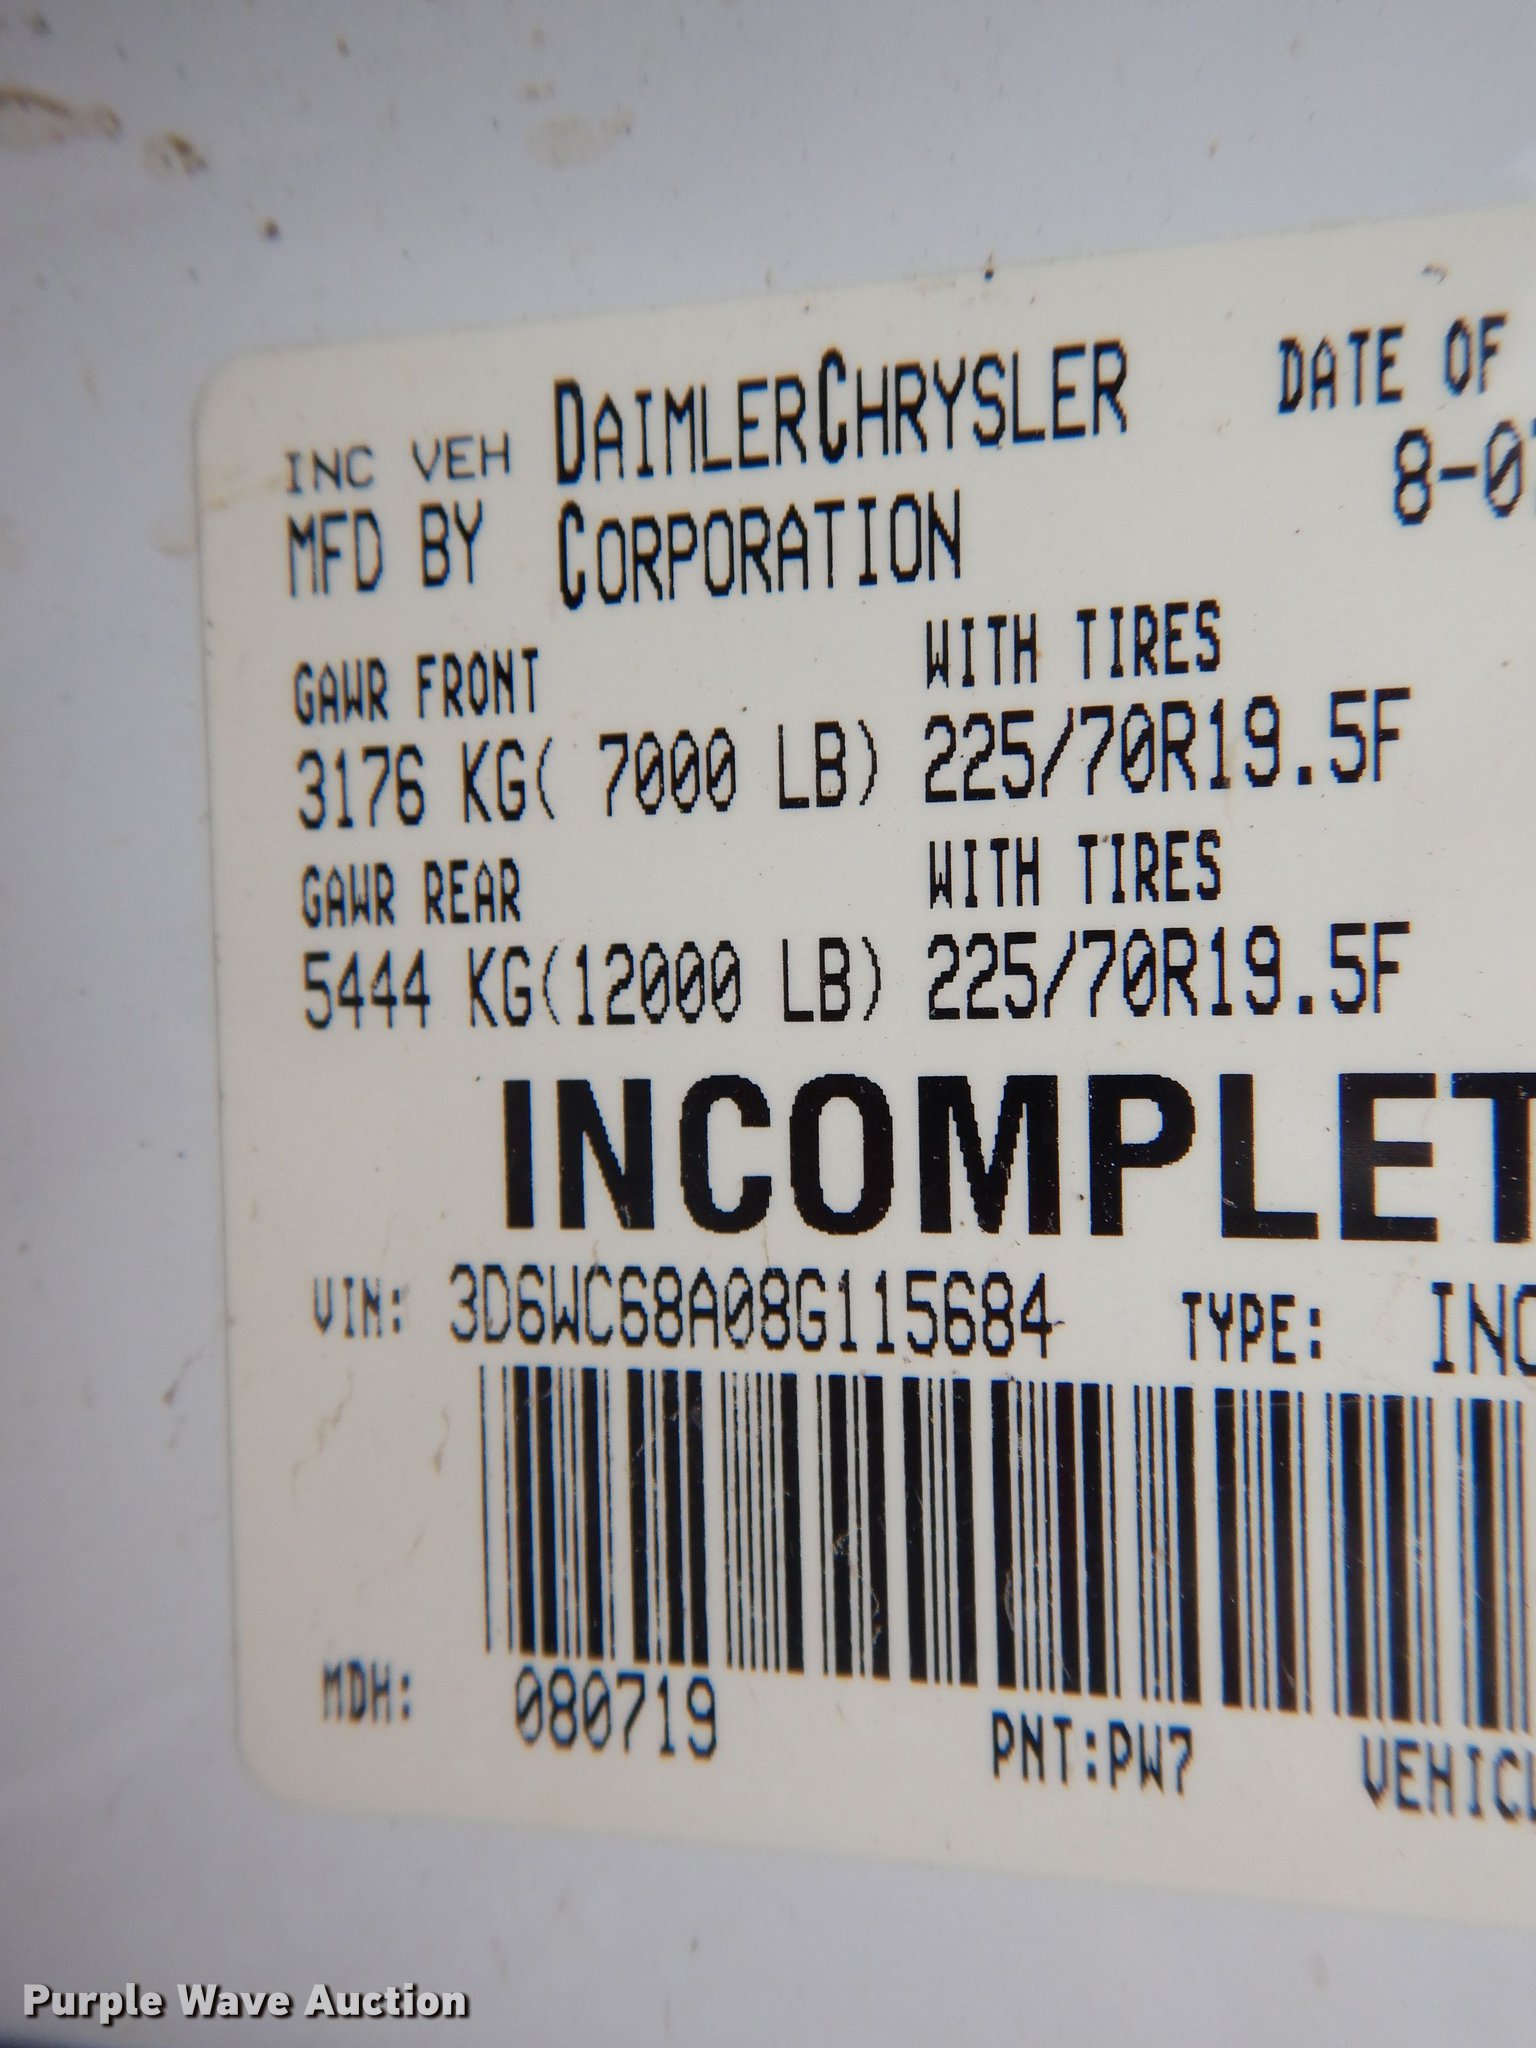 DATE OF
INC VEH DAIMLERCHRYSLER
8-07
MFD BY CORPORATION
GAWR FRONT WITH TIRES
3176 KG( 7000 LB) 225/70R19.5F
GAWR REAR WITH TIRES
5444 KG(12000 LB) 225/70R19.5F
INCOMPLET
VIN: 3D6WC68A08G115684 TYPE: INC
MDH: 080719 PNT:PW7 VEHICL
Purple Wave Auction